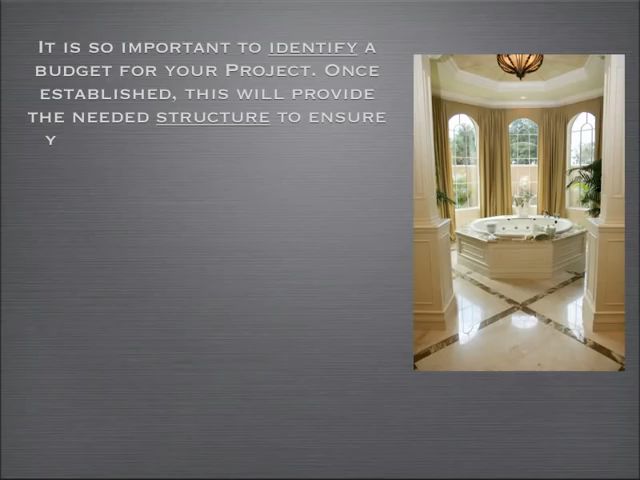 It is so important to identify a
budget for your Project. Once
established, this will provide
the needed structure to ensure
y